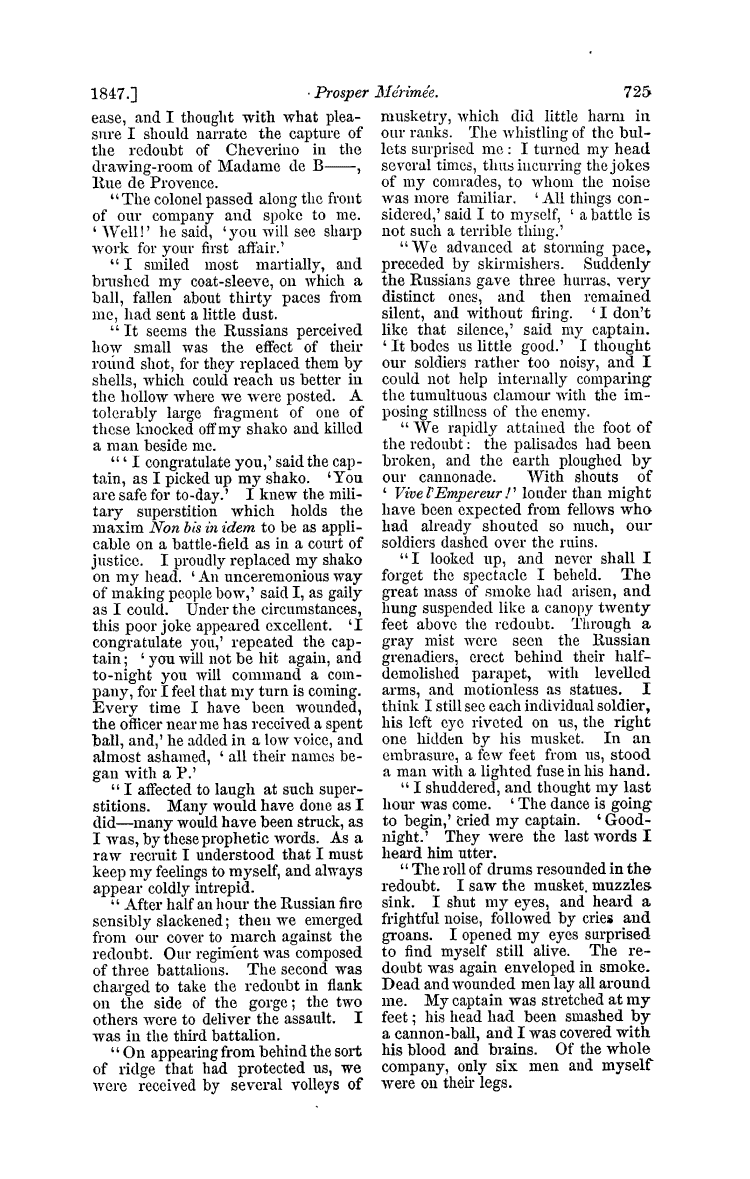 1847.] Prosper Mérimée. 725
ease, and I thought with what plea-
sure I should narrate the capture of
the redoubt of Cheverino in the
drawing-room of Madame de B——,
Rue de Provence.
"The colonel passed along the front
of our company and spoke to me.
'Well!' he said, 'you will see sharp
work for your first affair.'
"I smiled most martially, and
brushed my coat-sleeve, on which a
ball, fallen about thirty paces from
me, had sent a little dust.
"It seems the Russians perceived
how small was the effect of their
round shot, for they replaced them by
shells, which could reach us better in
the hollow where we were posted. A
tolerably large fragment of one of
these knocked off my shako and killed
a man beside me.
"'I congratulate you,' said the cap-
tain, as I picked up my shako. 'You
are safe for to-day.' I knew the mili-
tary superstition which holds the
maxim Non bis in idem to be as appli-
cable on a battle-field as in a court of
justice. I proudly replaced my shako
on my head. 'An unceremonious way
of making people bow,' said I, as gaily
as I could. Under the circumstances,
this poor joke appeared excellent. 'I
congratulate you,' repeated the cap-
tain; 'you will not be hit again, and
to-night you will command a com-
pany, for I feel that my turn is coming.
Every time I have been wounded,
the officer near me has received a spent
ball, and,' he added in a low voice, and
almost ashamed, 'all their names be-
gan with a P.'
"I affected to laugh at such super-
stitions. Many would have done as I
did—many would have been struck, as
I was, by these prophetic words. As a
raw recruit I understood that I must
keep my feelings to myself, and always
appear coldly intrepid.
"After half an hour the Russian fire
sensibly slackened; then we emerged
from our cover to march against the
redoubt. Our regiment was composed
of three battalions. The second was
charged to take the redoubt in flank
on the side of the gorge; the two
others were to deliver the assault. I
was in the third battalion.
"On appearing from behind the sort
of ridge that had protected us, we
were received by several volleys of
musketry, which did little harm in
our ranks. The whistling of the bul-
lets surprised me: I turned my head
several times, thus incurring the jokes
of my comrades, to whom the noise
was more familiar. 'All things con-
sidered,' said I to myself, 'a battle is
not such a terrible thing.'
"We advanced at storming pace,
preceded by skirmishers. Suddenly
the Russians gave three hurras, very
distinct ones, and then remained
silent, and without firing. 'I don't
like that silence,' said my captain.
'It bodes us little good.' I thought
our soldiers rather too noisy, and I
could not help internally comparing
the tumultuous clamour with the im-
posing stillness of the enemy.
"We rapidly attained the foot of
the redoubt: the palisades had been
broken, and the earth ploughed by
our cannonade. With shouts of
'Vive l'Empereur!' louder than might
have been expected from fellows who
had already shouted so much, our
soldiers dashed over the ruins.
"I looked up, and never shall I
forget the spectacle I beheld. The
great mass of smoke had arisen, and
hung suspended like a canopy twenty
feet above the redoubt. Through a
gray mist were seen the Russian
grenadiers, erect behind their half-
demolished parapet, with levelled
arms, and motionless as statues. I
think I still see each individual soldier,
his left eye riveted on us, the right
one hidden by his musket. In an
embrasure, a few feet from us, stood
a man with a lighted fuse in his hand.
"I shuddered, and thought my last
hour was come. 'The dance is going
to begin,' cried my captain. 'Good-
night.' They were the last words I
heard him utter.
"The roll of drums resounded in the
redoubt. I saw the musket muzzles
sink. I shut my eyes, and heard a
frightful noise, followed by cries and
groans. I opened my eyes surprised
to find myself still alive. The re-
doubt was again enveloped in smoke.
Dead and wounded men lay all around
me. My captain was stretched at my
feet; his head had been smashed by
a cannon-ball, and I was covered with
his blood and brains. Of the whole
company, only six men and myself
were on their legs.